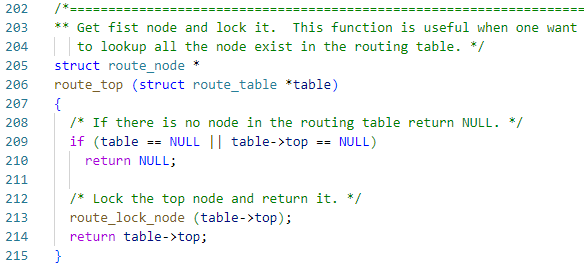 202 /*============================================================
203 ** Get fist node and lock it.  This function is useful when one want
204    to lookup all the node exist in the routing table. */
205 struct route_node *
206 route_top (struct route_table *table)
207 {
208   /* If there is no node in the routing table return NULL. */
209   if (table == NULL || table->top == NULL)
210     return NULL;
211
212   /* Lock the top node and return it. */
213   route_lock_node (table->top);
214   return table->top;
215 }